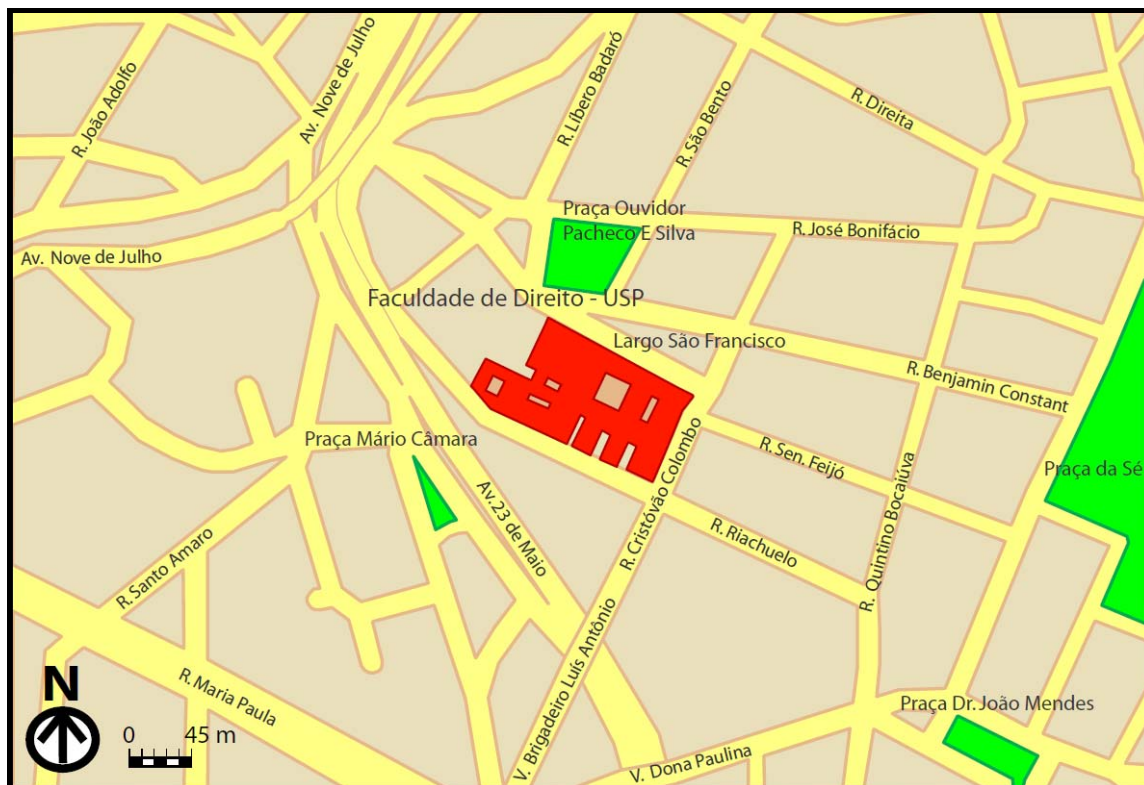 R. João Adolfo
Av. Nove de Julho
R. Líbero Badaró
R. São Bento
R. Direita
Praça Ouvidor
Pacheco E Silva
R. José Bonifácio
Av. Nove de Julho
Faculdade de Direito - USP
Largo São Francisco
R. Benjamin Constant
Praça Mário Câmara
R. Sen. Feijó
Praça da Sé
Av.23 de Maio
R. Cristóvão Colombo
R. Riachuelo
R. Quintino Bocaiúva
R. Santo Amaro
V. Brigadeiro Luís Antônio
R. Maria Paula
Praça Dr. João Mendes
V. Dona Paulina
N
0 45 m